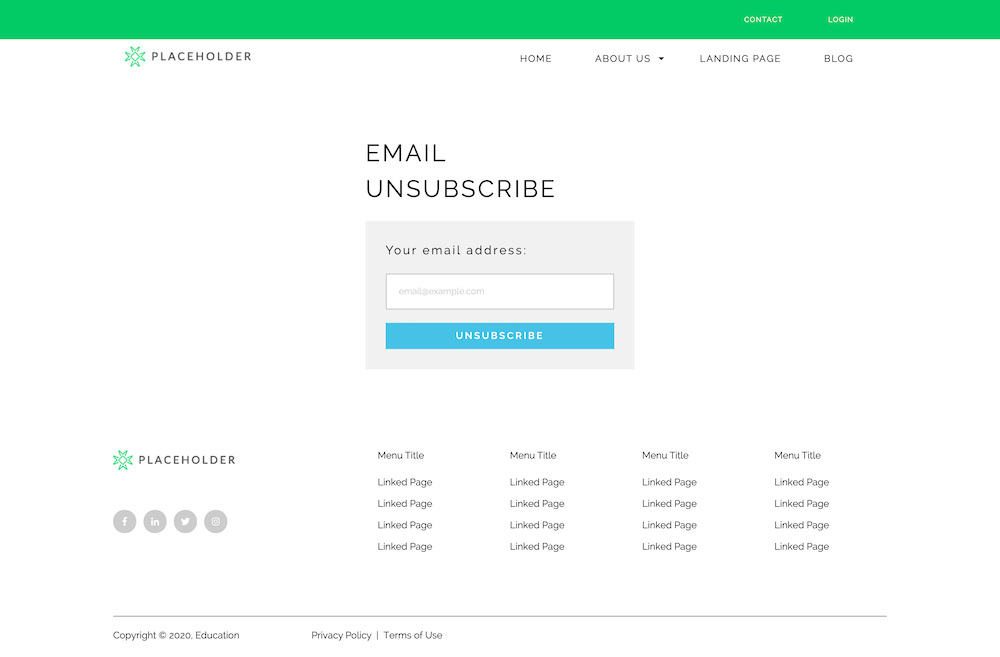 CONTACT LOGIN
PLACEHOLDER
HOME ABOUT US LANDING PAGE BLOG
EMAIL
UNSUBSCRIBE
Your email address:
email@example.com
UNSUBSCRIBE
PLACEHOLDER
Menu Title Menu Title Menu Title Menu Title
Linked Page Linked Page Linked Page Linked Page
Linked Page Linked Page Linked Page Linked Page
Linked Page Linked Page Linked Page Linked Page
Linked Page Linked Page Linked Page Linked Page
Copyright © 2020, Education Privacy Policy | Terms of Use